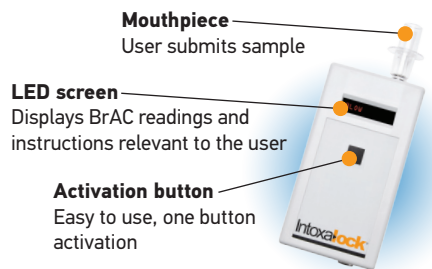 Mouthpiece
User submits sample
LED screen
Displays BrAC readings and
instructions relevant to the user
BLOW
Activation button
Easy to use, one button
activation
Intoxalock